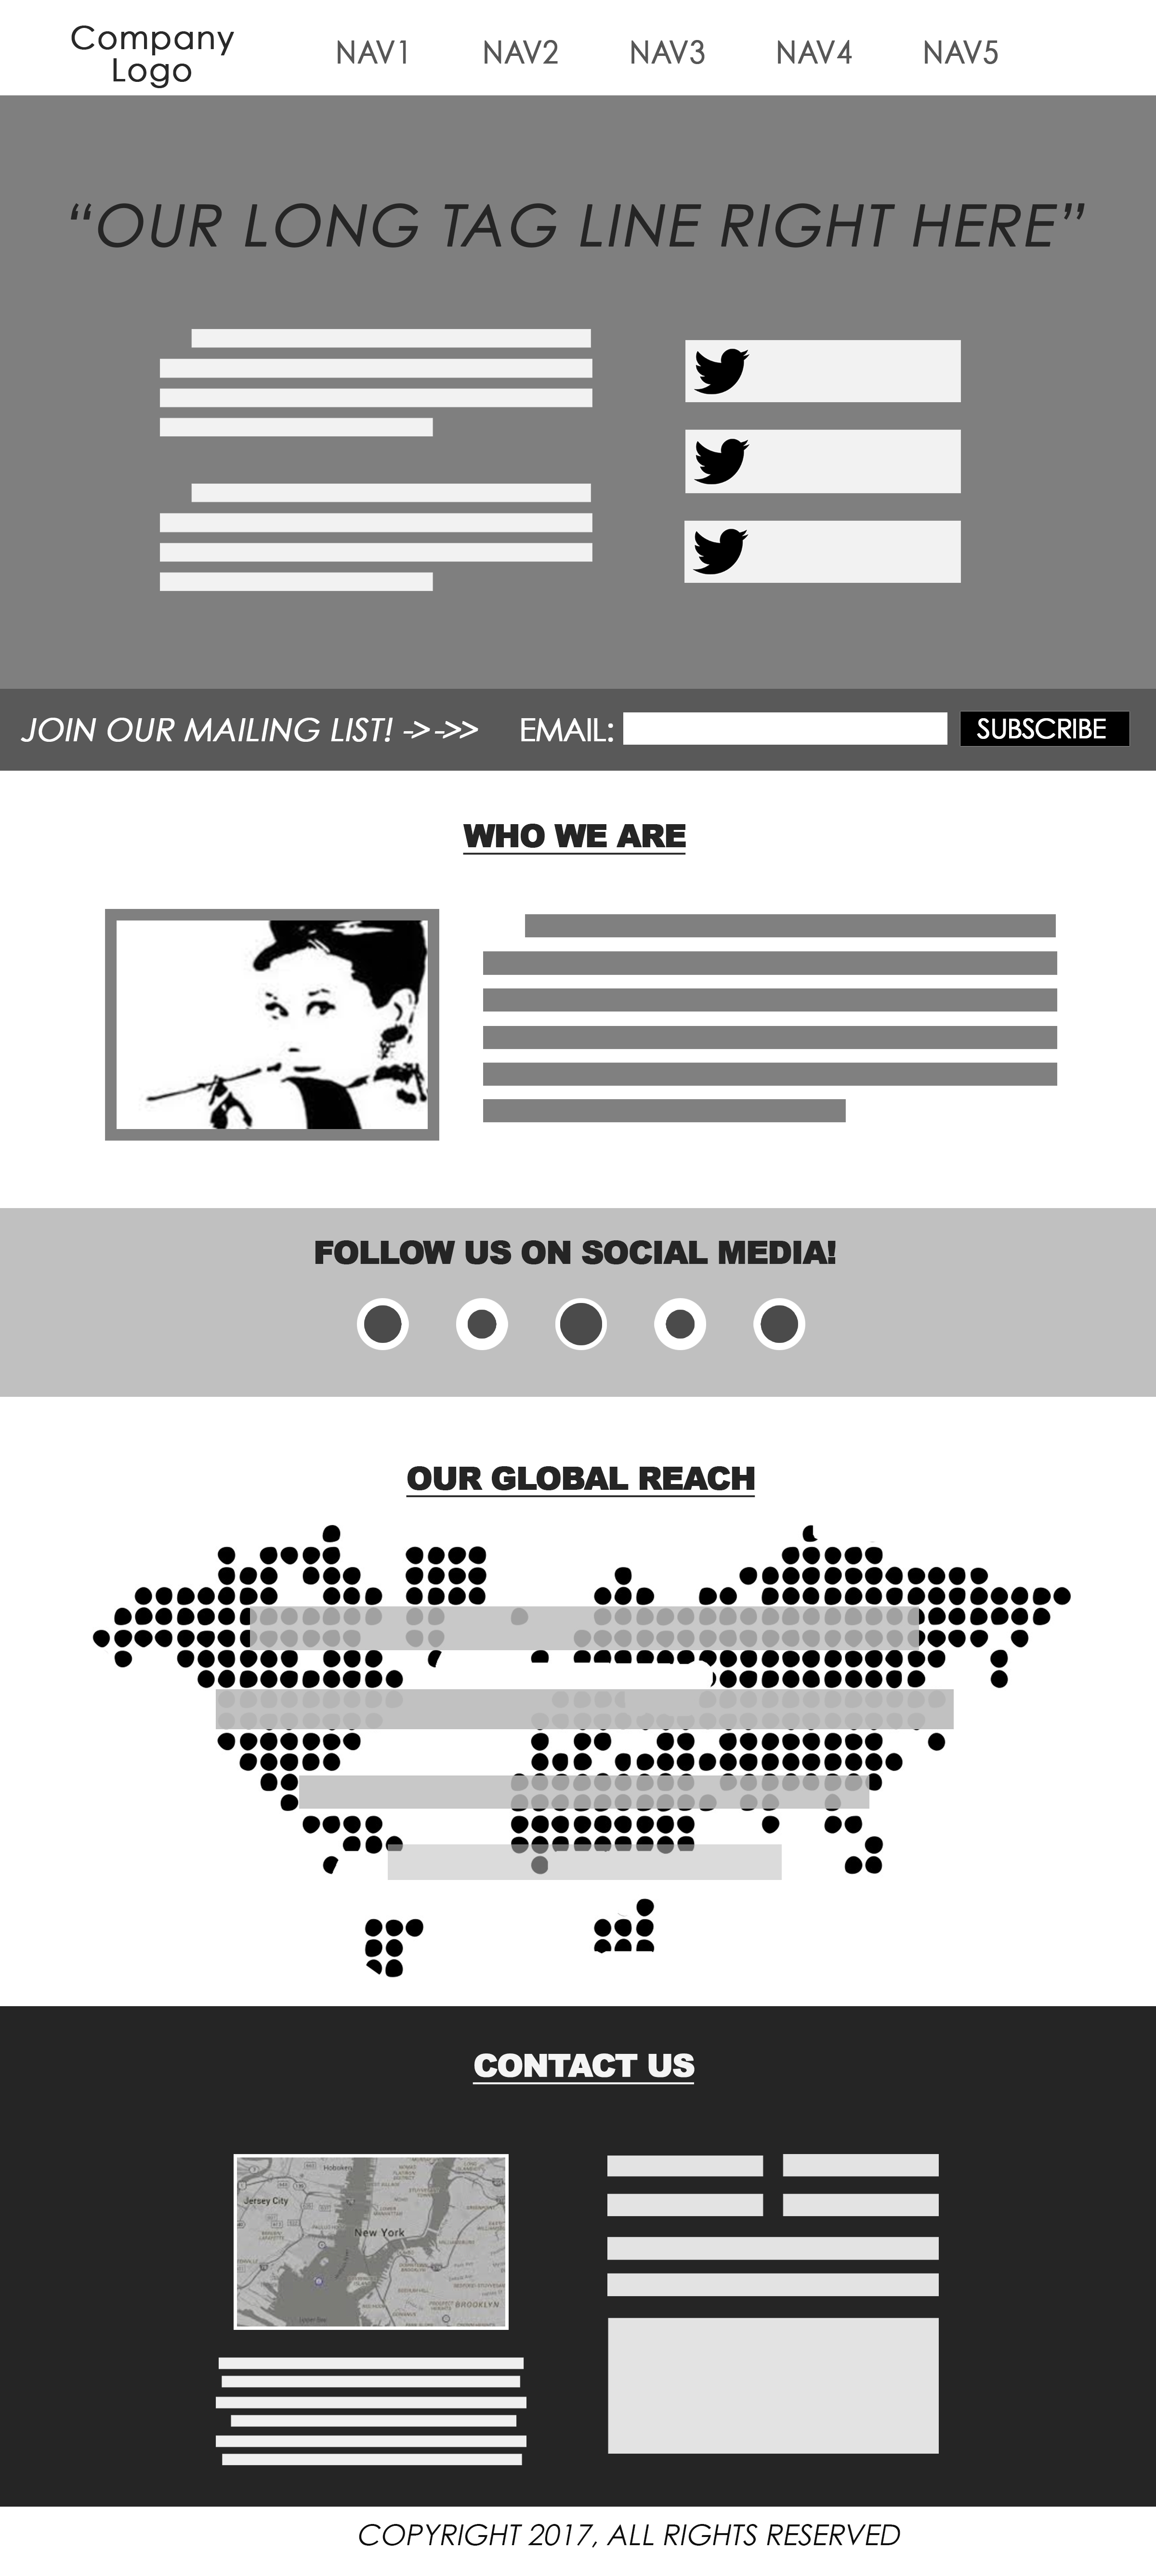 Company
Logo
NAV1 NAV2 NAV3 NAV4 NAV5
“OUR LONG TAG LINE RIGHT HERE”
JOIN OUR MAILING LIST! ->->> EMAIL: SUBSCRIBE
WHO WE ARE
FOLLOW US ON SOCIAL MEDIA!
OUR GLOBAL REACH
CONTACT US
Hoboken
Jersey City
New York
BROOKLYN
COPYRIGHT 2017, ALL RIGHTS RESERVED